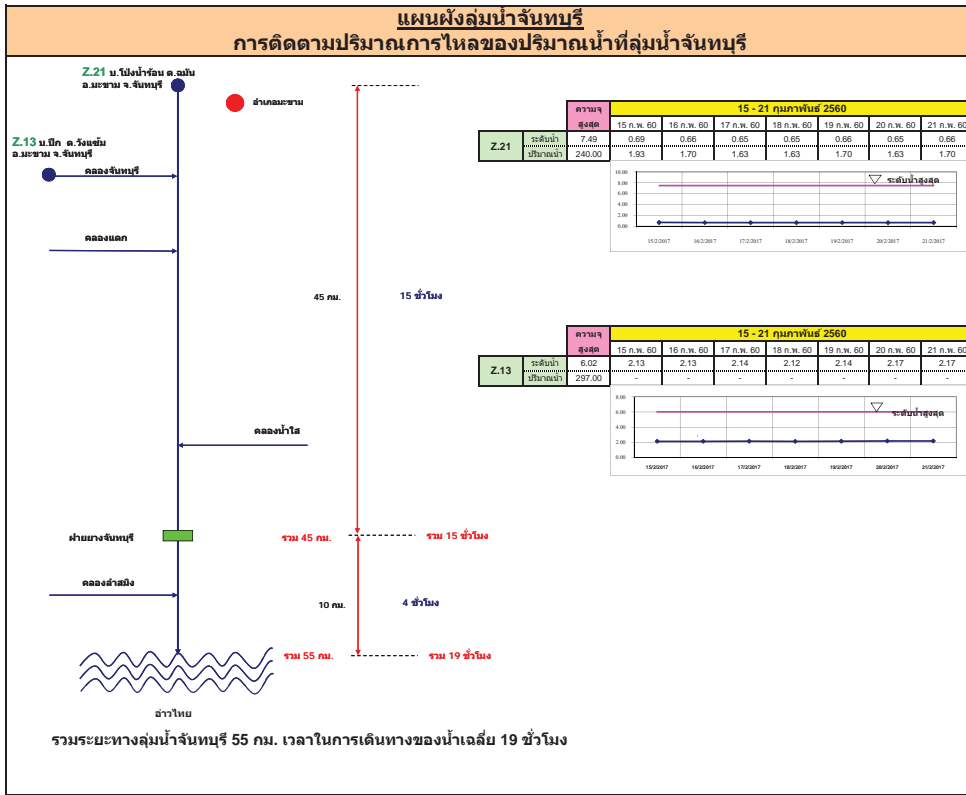 แผนผังลุ่มน้ำจันทบุรี
การติดตามปริมาณการไหลของปริมาณน้ำที่ลุ่มน้ำจันทบุรี
Z.21 บ.โป่งน้ำร้อน ต.ฉมัน
อ.มะขาม จ.จันทบุรี
อำเภอมะขาม
Z.13 บ.ปึก ต.วังแซ้ม
อ.มะขาม จ.จันทบุรี
คลองจันทบุรี
คลองแตก
45 กม.
15 ชั่วโมง
คลองน้ำใส
ฝายยางจันทบุรี
รวม 45 กม.
รวม 15 ชั่วโมง
คลองลำสมิง
10 กม.
4 ชั่วโมง
รวม 55 กม.
รวม 19 ชั่วโมง
อ่าวไทย
รวมระยะทางลุ่มน้ำจันทบุรี 55 กม. เวลาในการเดินทางของน้ำเฉลี่ย 19 ชั่วโมง
ความจุ 15 - 21 กุมภาพันธ์ 2560
สูงสุด 15 ก.พ. 60 16 ก.พ. 60 17 ก.พ. 60 18 ก.พ. 60 19 ก.พ. 60 20 ก.พ. 60 21 ก.พ. 60
Z.21
ระดับน้ำ 7.49 0.69 0.66 0.65 0.65 0.66 0.65 0.66
ปริมาณน้ำ 240.00 1.93 1.70 1.63 1.63 1.70 1.63 1.70
ระดับน้ำสูงสุด
10.00
8.00
6.00
4.00
2.00
0.00
15/2/2017 16/2/2017 17/2/2017 18/2/2017 19/2/2017 20/2/2017 21/2/2017
ความจุ 15 - 21 กุมภาพันธ์ 2560
สูงสุด 15 ก.พ. 60 16 ก.พ. 60 17 ก.พ. 60 18 ก.พ. 60 19 ก.พ. 60 20 ก.พ. 60 21 ก.พ. 60
Z.13
ระดับน้ำ 6.02 2.13 2.13 2.14 2.12 2.14 2.17 2.17
ปริมาณน้ำ 297.00 - - - - - - -
ระดับน้ำสูงสุด
8.00
6.00
4.00
2.00
0.00
15/2/2017 16/2/2017 17/2/2017 18/2/2017 19/2/2017 20/2/2017 21/2/2017